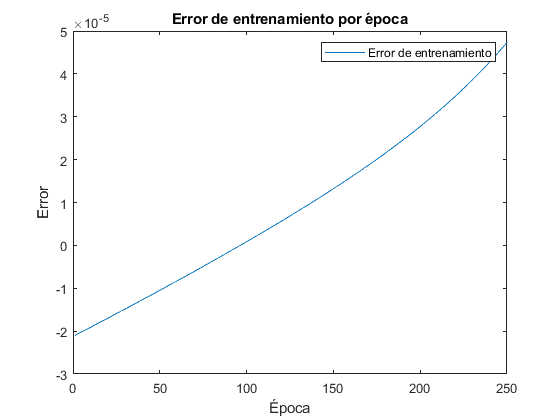 Error de entrenamiento por época
×10-5
5
4
3
2
1
0
-1
-2
-3
Error
Error de entrenamiento
0 50 100 150 200 250
Época